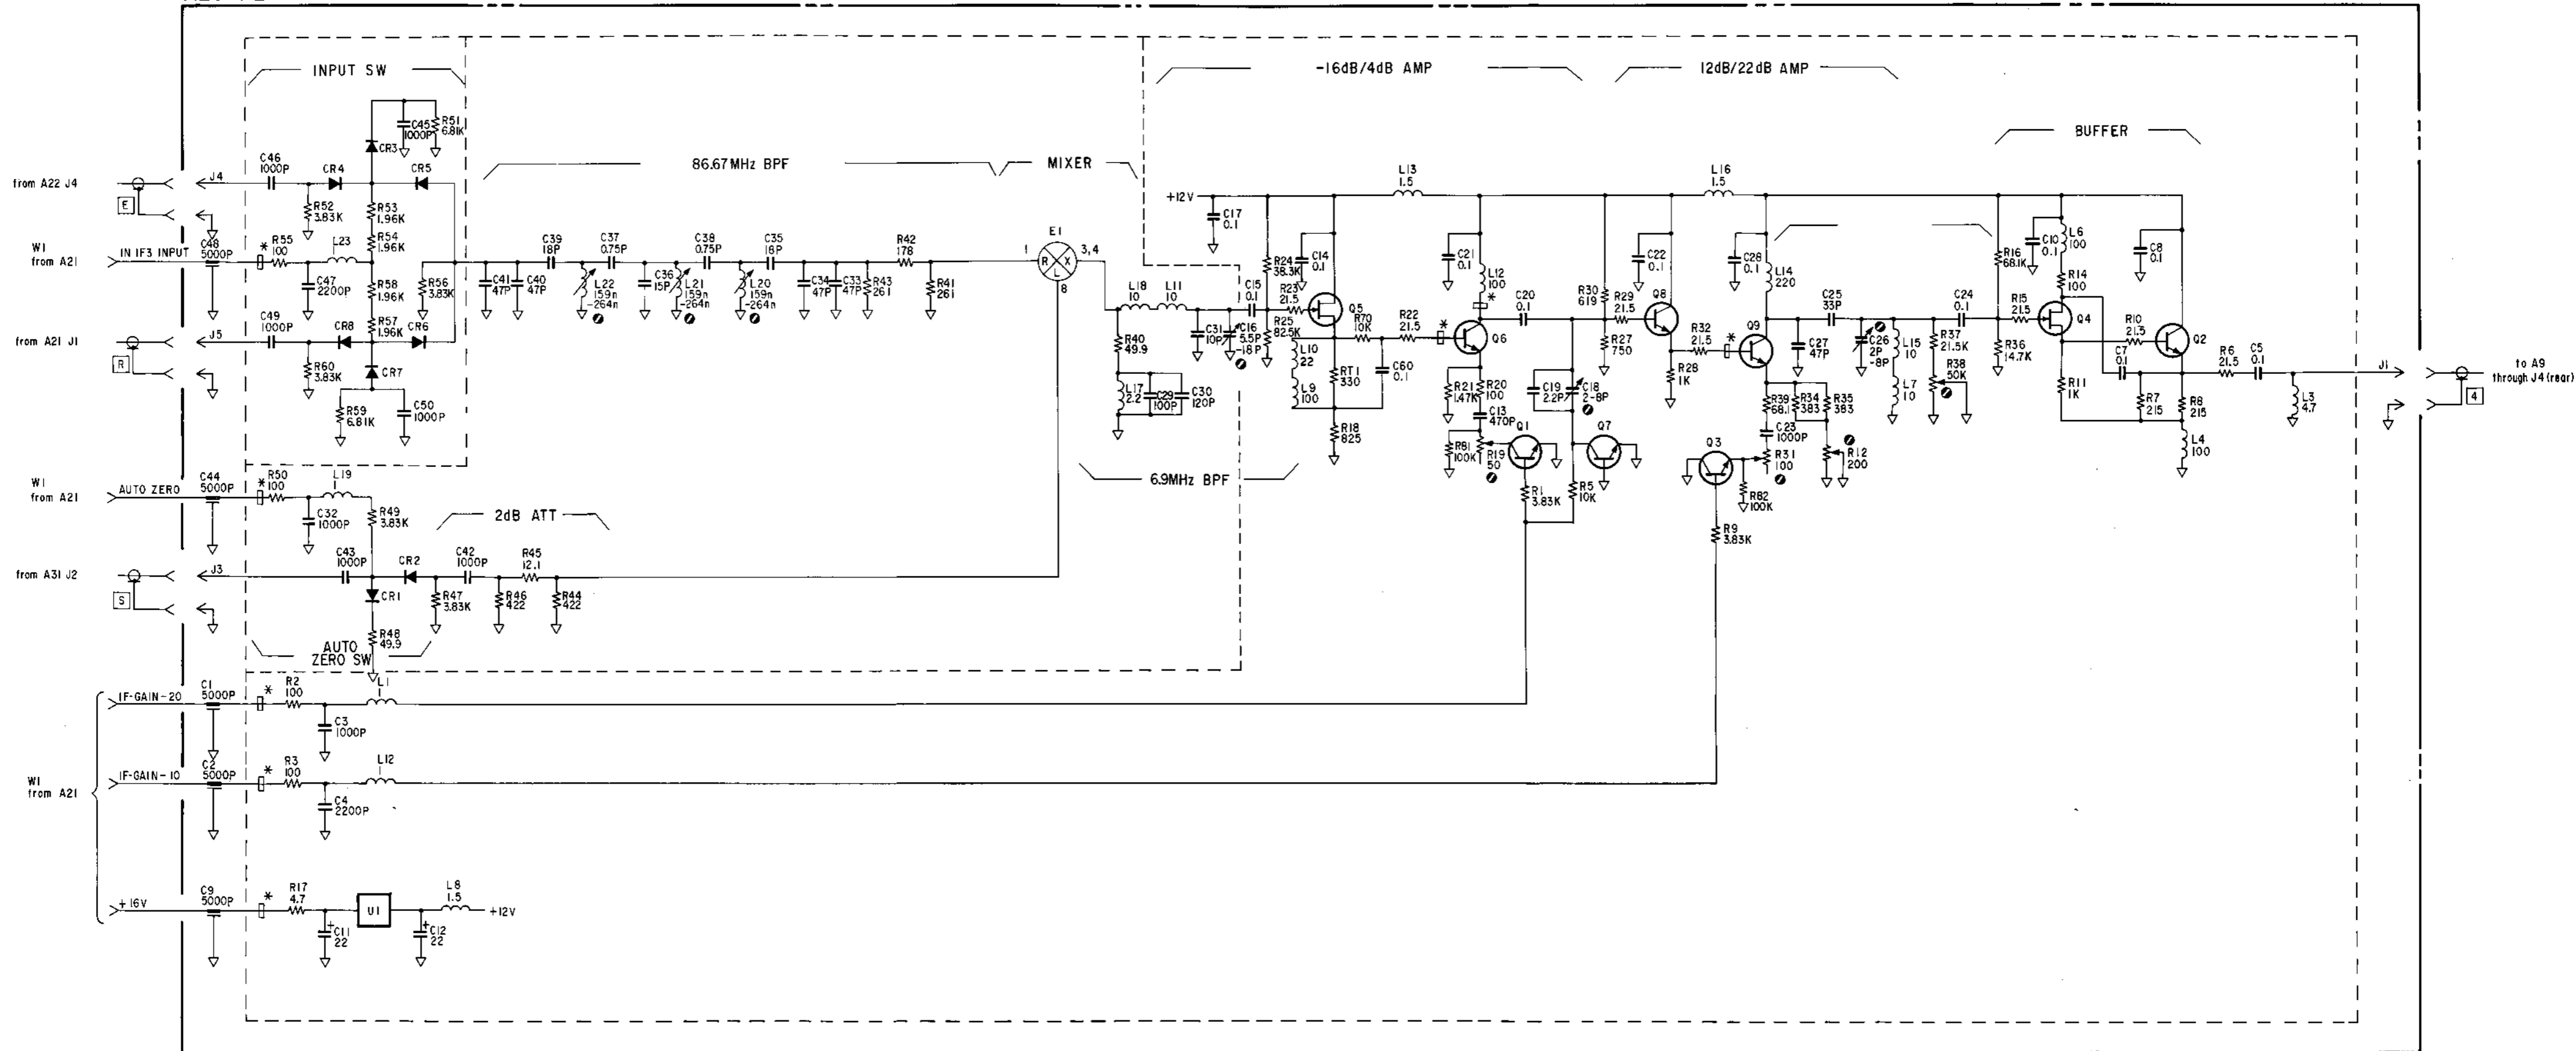 INPUT SW
-16dB/4dB AMP
12dB/22dB AMP
BUFFER
86.67MHz BPF
MIXER
C45
1000P
R51
6.81K
CR3
from A22 J4
E
J4
C46
1000P
CR4
CR5
R52
3.83K
R53
1.96K
R54
1.96K
W1
from A21
IN IF3 INPUT
C48
5000P
*
R55
100
L23
C47
2200P
R58
1.96K
R57
1.96K
R56
3.83K
C49
1000P
CR8
CR6
from A21 J1
R
J5
R60
3.83K
CR7
R59
6.81K
C50
1000P
C41
47P
C40
47P
C39
18P
L22
159n
-264n
C37
0.75P
C36
15P
L21
159n
-264n
C38
0.75P
L20
159n
-264n
C35
18P
C34
47P
C33
47P
R43
261
R42
178
R41
261
E1
1
R
X
L
3,4
8
L18
10
L11
10
R40
49.9
L17
2.2
C29
100P
C30
120P
C31
10P
C16
5.5P
-18P
C15
0.1
6.9MHz BPF
+12V
C17
0.1
R24
38.3K
R25
82.5K
R23
21.5
C14
0.1
Q5
L10
22
L9
100
RT1
330
R18
825
R70
10K
C60
0.1
R22
21.5
*
L13
1.5
C21
0.1
L12
100
*
Q6
R21
1.47K
R20
100
C13
470P
R81
100K
R19
50
Q1
R1
3.83K
C20
0.1
C19
2.2P
C18
2-8P
Q7
R5
10K
R30
619
R27
750
R29
21.5
C22
0.1
Q8
R28
1K
R32
21.5
*
L16
1.5
C28
0.1
L14
220
Q9
R39
68.1
R34
383
R35
383
C23
1000P
R31
100
R12
200
Q3
R82
100K
R9
3.83K
C27
47P
C25
33P
C26
2P
-8P
L15
10
L7
10
R37
21.5K
R38
50K
C24
0.1
R16
68.1K
R36
14.7K
R15
21.5
C10
0.1
L6
100
R14
100
Q4
R11
1K
C7
0.1
R10
21.5
R7
215
C8
0.1
Q2
R8
215
L4
100
R6
21.5
C5
0.1
L3
4.7
J1
4
to A9
through J4(rear)
W1
from A21
AUTO ZERO
C44
5000P
*
R50
100
L19
C32
1000P
R49
3.83K
2dB ATT
from A31 J2
S
J3
C43
1000P
CR2
C42
1000P
R45
12.1
CR1
R47
3.83K
R46
422
R44
422
R48
49.9
AUTO
ZERO SW
W1
from A21
IF-GAIN-20
C1
5000P
*
R2
100
L1
C3
1000P
IF-GAIN-10
C2
5000P
*
R3
100
L12
C4
2200P
+16V
C9
5000P
*
R17
4.7
U1
L8
1.5
+12V
+
C11
22
+
C12
22